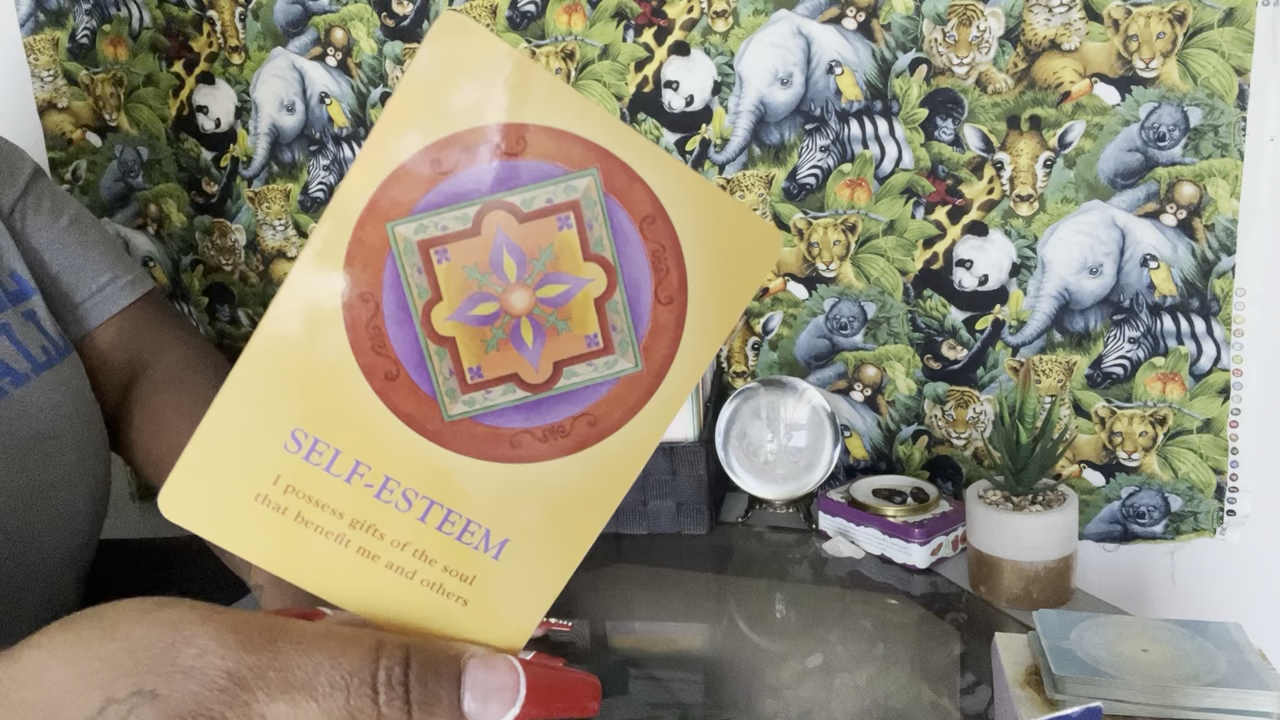 SELF-ESTEEM
I possess gifts of the soul
that benefit me and others